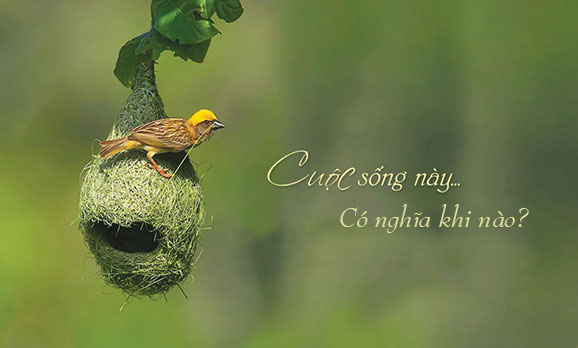 Cuộc sống này...
Có nghĩa khi nào?